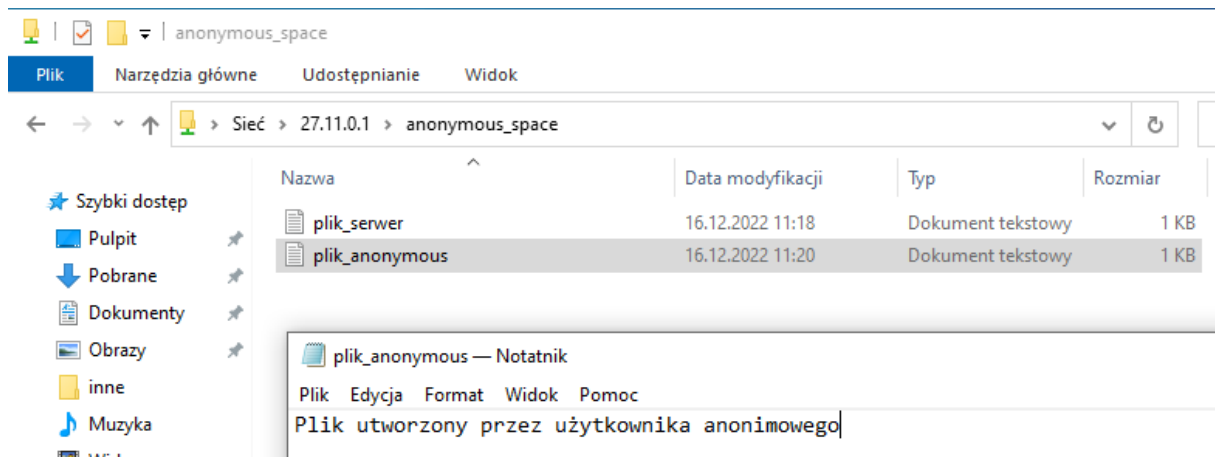 anonymous_space
Plik Narzędzia główne Udostępnianie Widok
Sieć > 27.11.0.1 > anonymous_space
Nazwa Data modyfikacji Typ Rozmiar
Szybki dostęp
plik_serwer 16.12.2022 11:18 Dokument tekstowy 1 KB
Pulpit
plik_anonymous 16.12.2022 11:20 Dokument tekstowy 1 KB
Pobrane
Dokumenty
Obrazy
plik_anonymous — Notatnik
inne
Plik Edycja Format Widok Pomoc
Muzyka
Plik utworzony przez użytkownika anonimowego